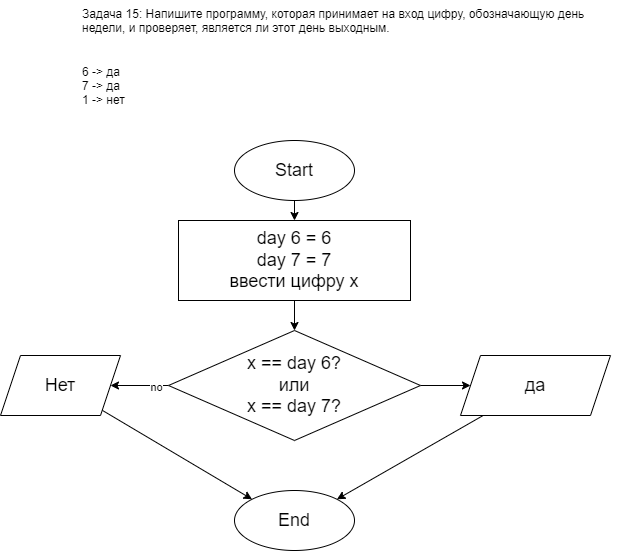 Задача 15: Напишите программу, которая принимает на вход цифру, обозначающую день
недели, и проверяет, является ли этот день выходным.
6 -> да
7 -> да
1 -> нет
Start
day 6 = 6
day 7 = 7
ввести цифру x
x == day 6?
или
x == day 7?
Нет
no
да
End